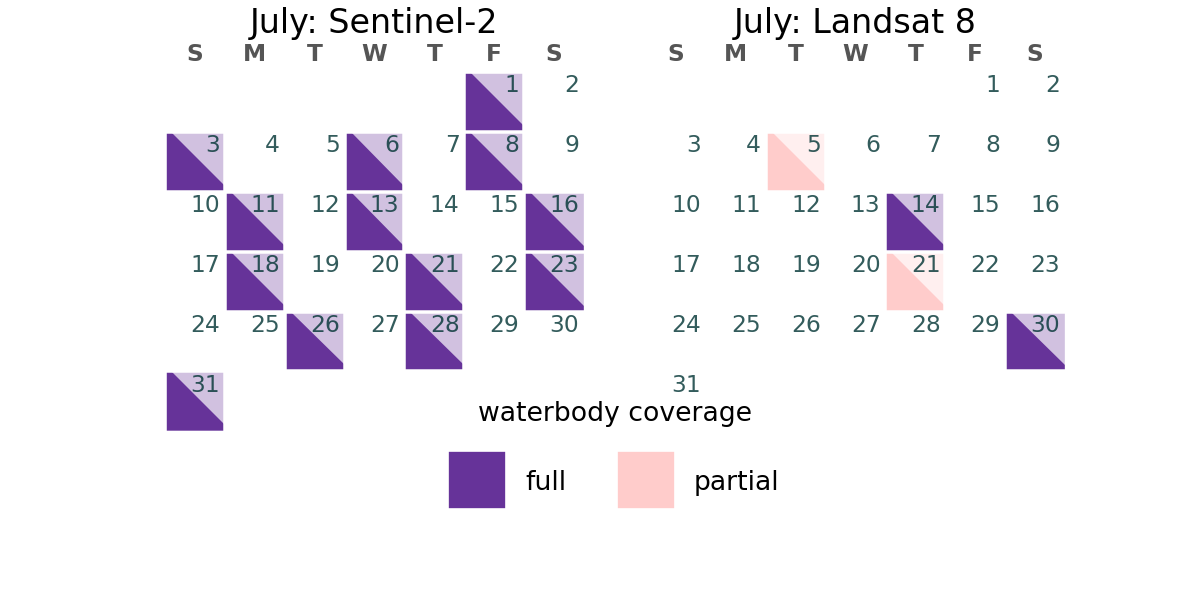 July: Sentinel-2
S M T W T F S
1 2
3 4 5 6 7 8 9
10 11 12 13 14 15 16
17 18 19 20 21 22 23
24 25 26 27 28 29 30
31
July: Landsat 8
S M T W T F S
1 2
3 4 5 6 7 8 9
10 11 12 13 14 15 16
17 18 19 20 21 22 23
24 25 26 27 28 29 30
31
waterbody coverage
full partial